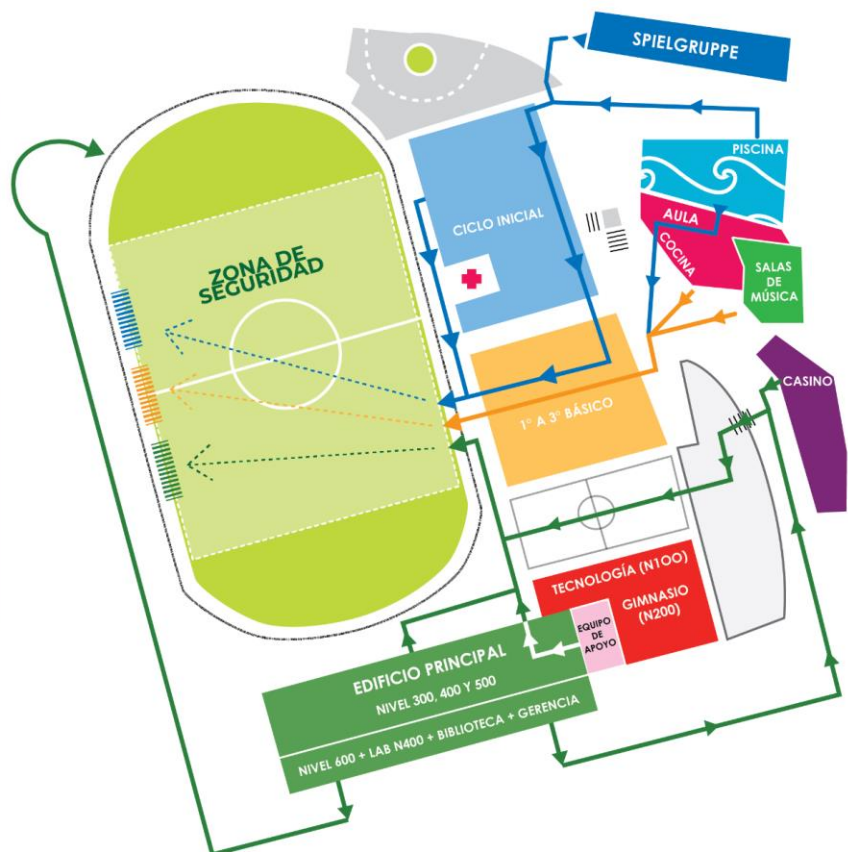 SPIELGRUPPE
PISCINA
AULA
COCINA
SALAS
DE
MÚSICA
CICLO INICIAL
ZONA DE
SEGURIDAD
CASINO
1° A 3° BÁSICO
TECNOLOGÍA (N1OO)
GIMNASIO
(N200)
EQUIPO
DE
APOYO
EDIFICIO PRINCIPAL
NIVEL 300, 400 Y 500
NIVEL 600 + LAB N400 + BIBLIOTECA + GERENCIA